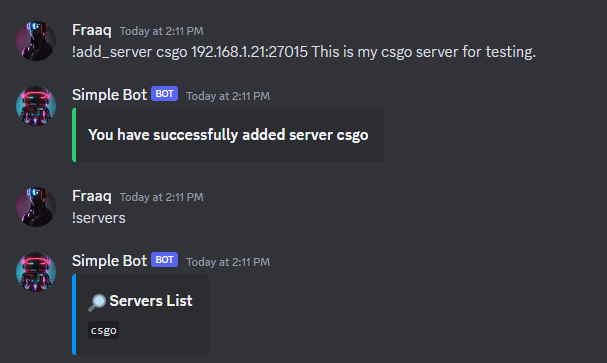 Fraaq Today at 2:11 PM
!add_server csgo 192.168.1.21:27015 This is my csgo server for testing.
Simple Bot BOT Today at 2:11 PM
You have successfully added server csgo
Fraaq Today at 2:11 PM
!servers
Simple Bot BOT Today at 2:11 PM
🔎 Servers List
csgo